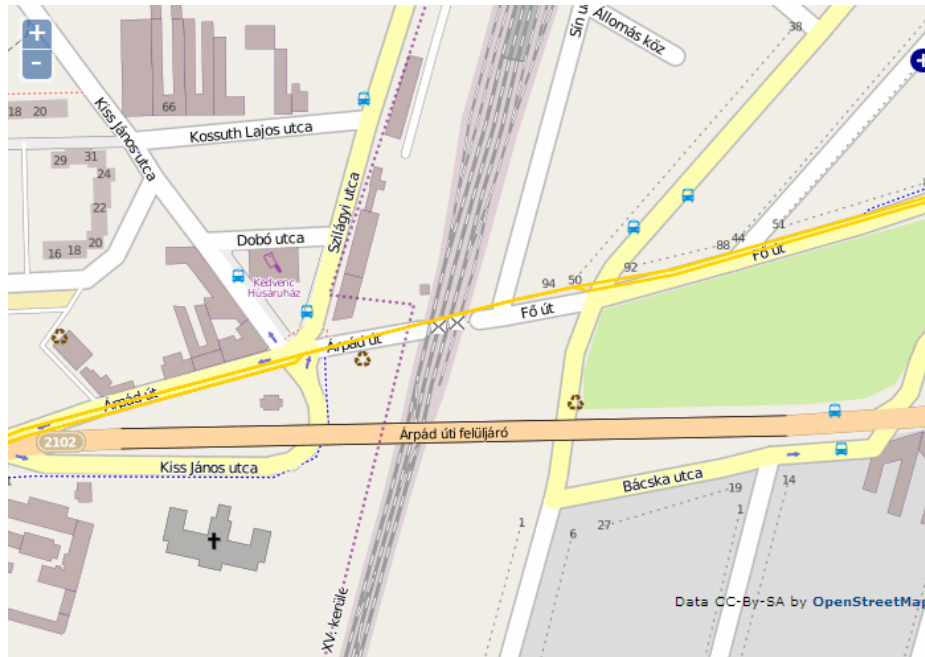 +
-
38
Sín u
Állomás köz
18 20
66
Kiss János utca
Kossuth Lajos utca
29
31
24
22
16
18
20
Szilágyi utca
Dobó utca
Kedvenc
Húsáruház
94
50
92
88
44
51
Fő út
Fő út
Árpád út
Árpád út
2102
Árpád úti felüljáró
Kiss János utca
Bácska utca
1
6
27
19
1
14
XV. kerüle
Data CC-By-SA by OpenStreetMap